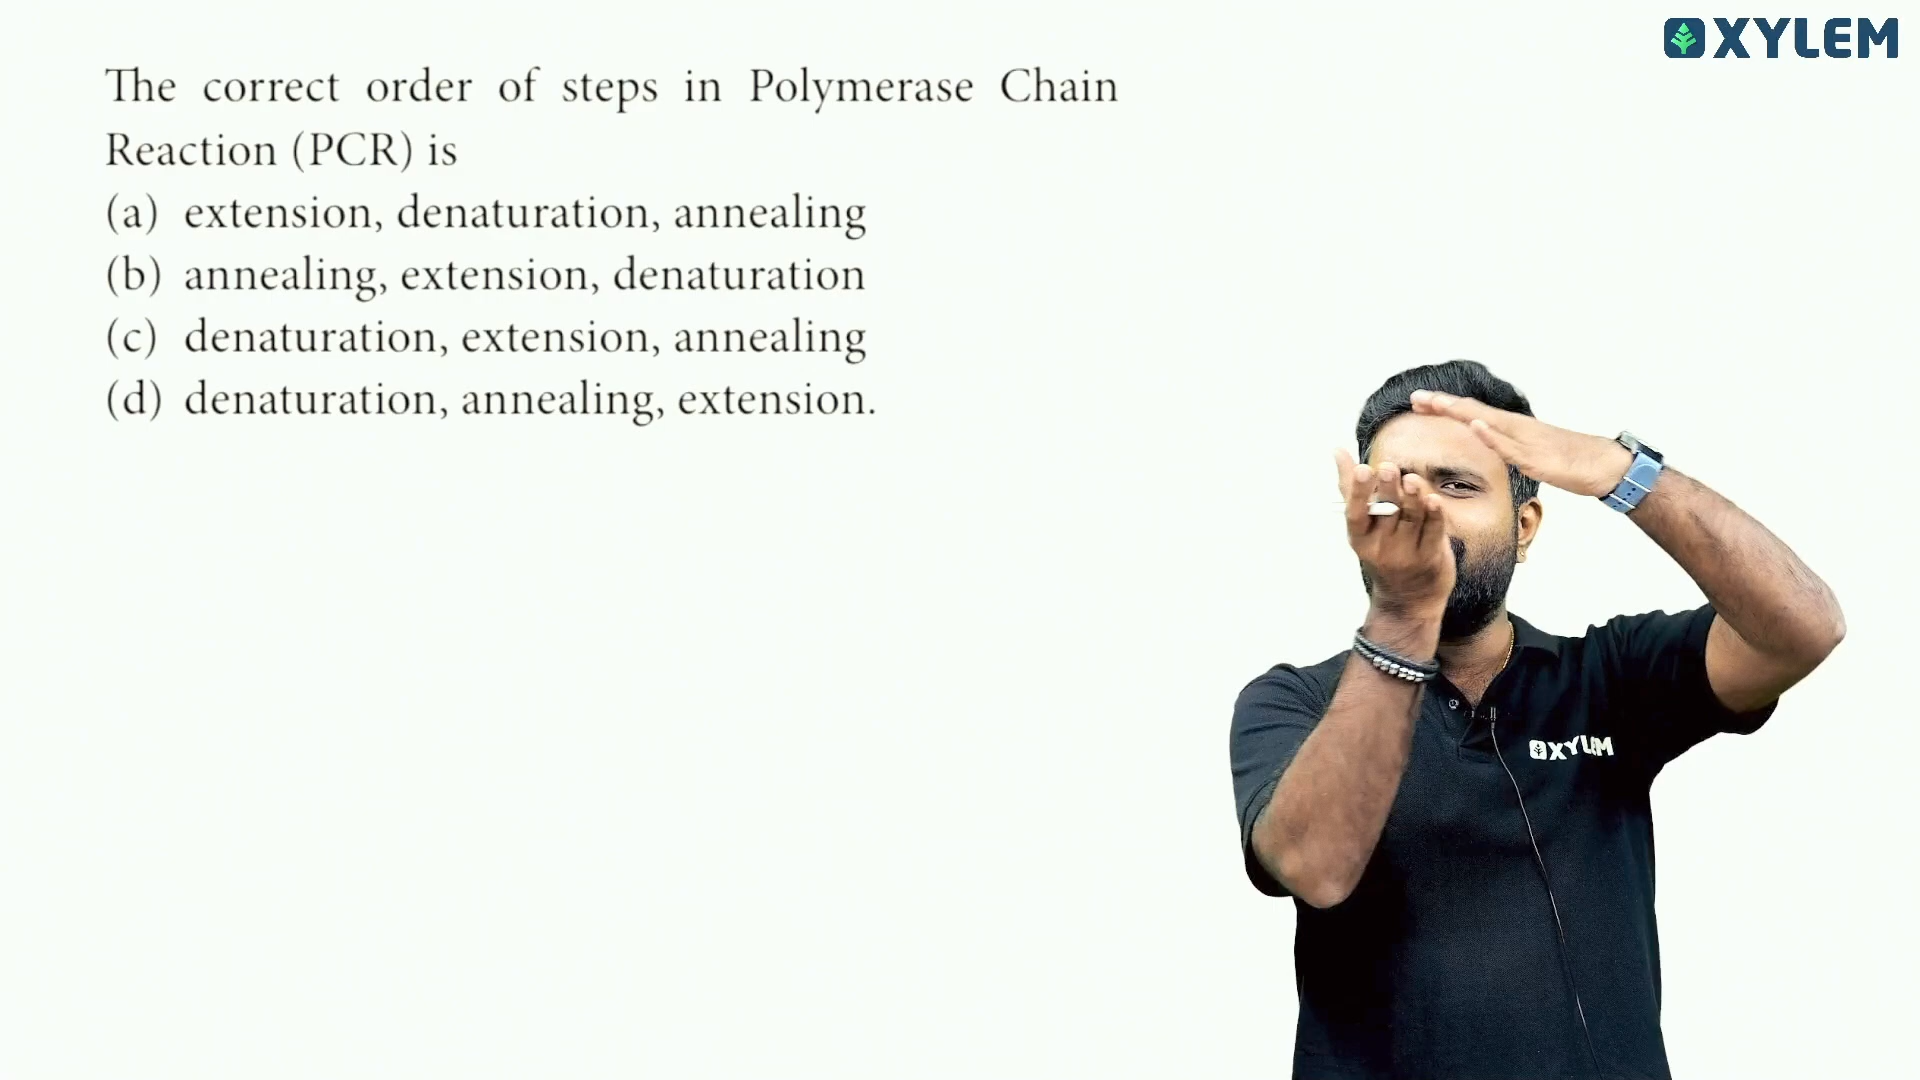 XYLEM
The correct order of steps in Polymerase Chain
Reaction (PCR) is
(a) extension, denaturation, annealing
(b) annealing, extension, denaturation
(c) denaturation, extension, annealing
(d) denaturation, annealing, extension.
XYLEM